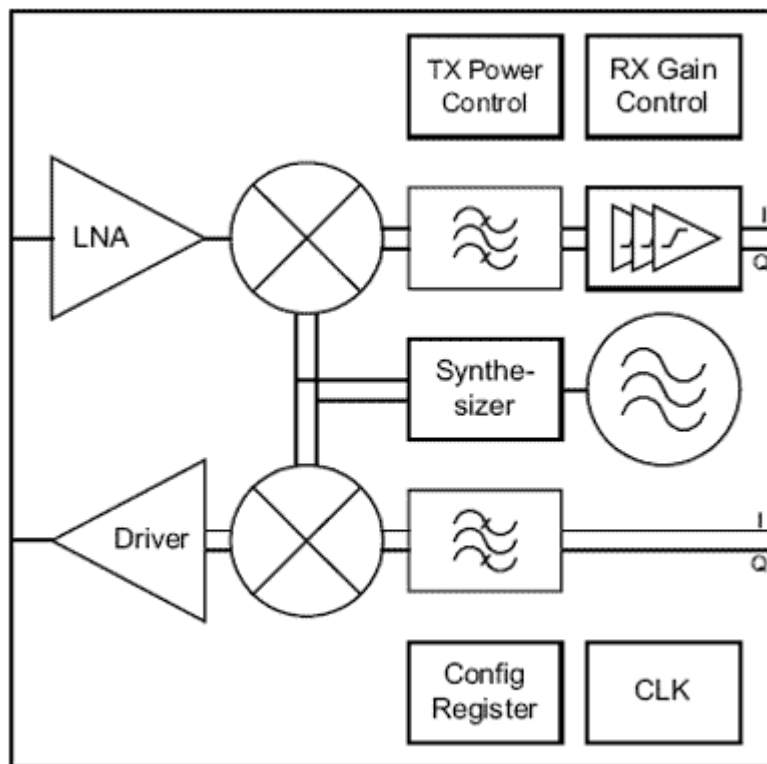 TX Power
Control
RX Gain
Control
LNA
I
Q
Synthe-
sizer
Driver
I
Q
Config
Register
CLK